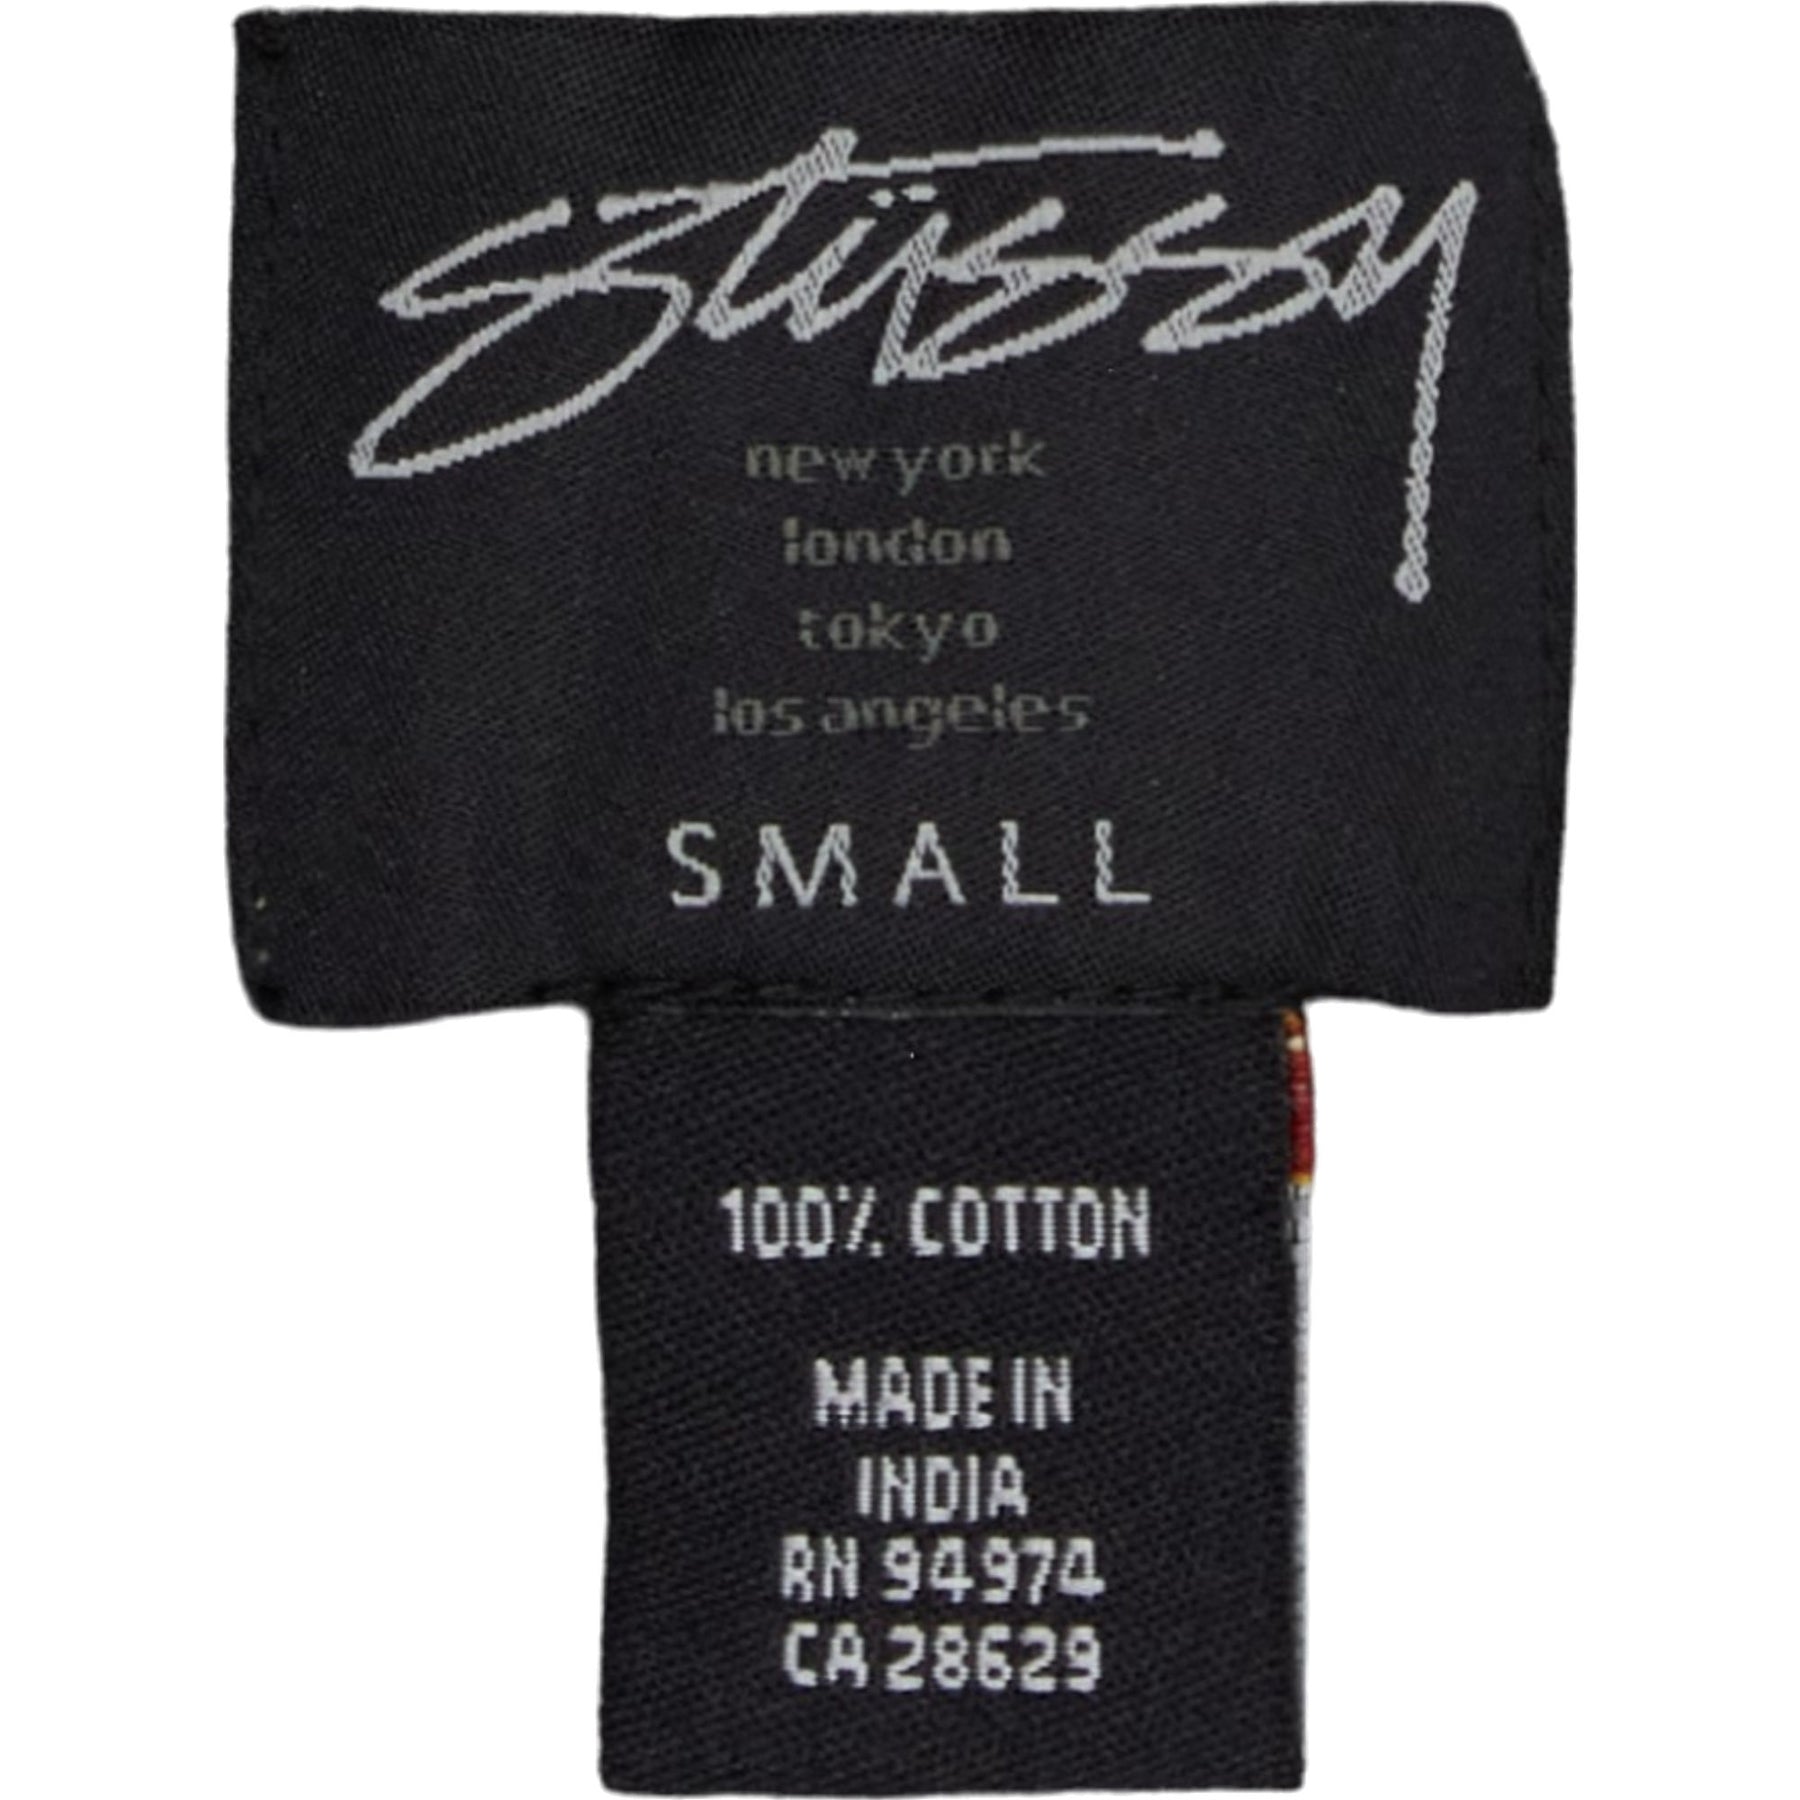 Stüssy
new york
london
tokyo
los angeles
SMALL
100% COTTON
MADE IN
INDIA
RN 94974
CA 28629